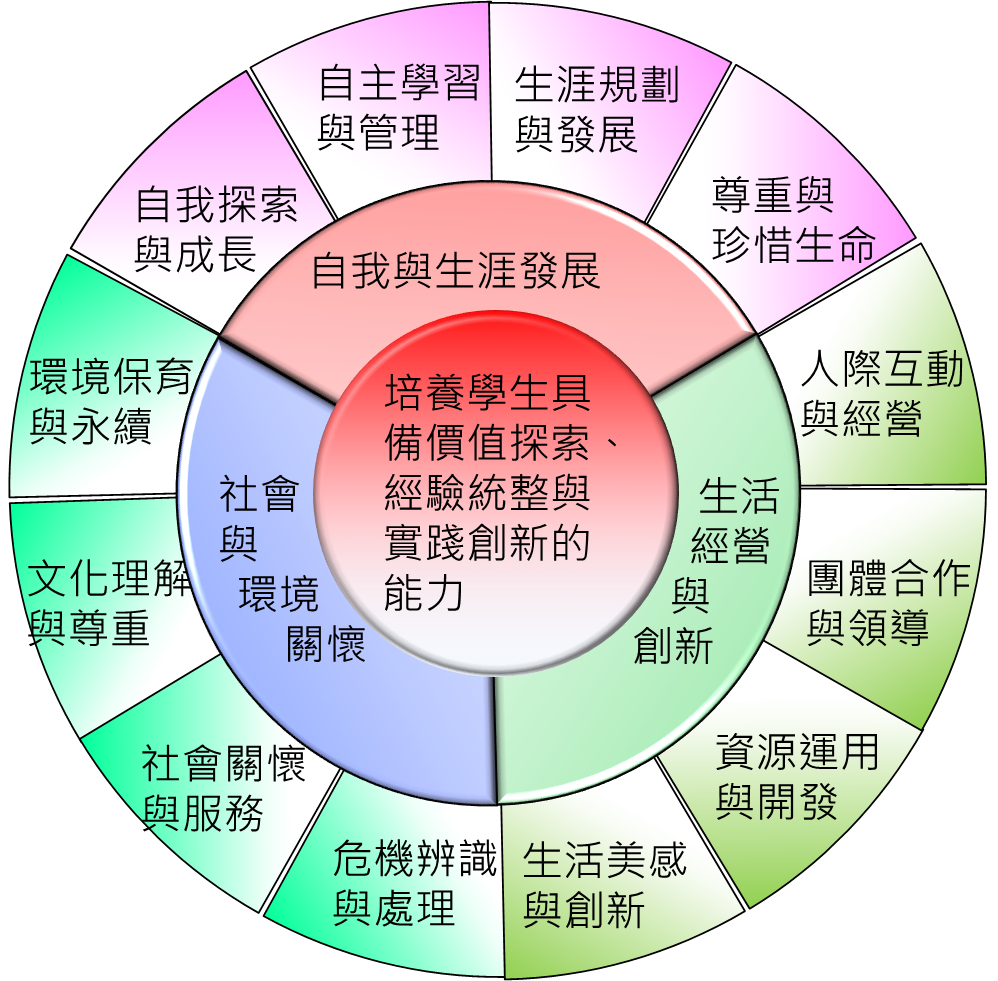 自主學習
與管理
生涯規劃
與發展
尊重與
珍惜生命
人際互動
與經營
團體合作
與領導
資源運用
與開發
生活美感
與創新
危機辨識
與處理
社會關懷
與服務
文化理解
與尊重
環境保育
與永續
自我探索
與成長
自我與生涯發展
生活
經營
與
創新
社會
與
環境
關懷
培養學生具
備價值探索、
經驗統整與
實踐創新的
能力